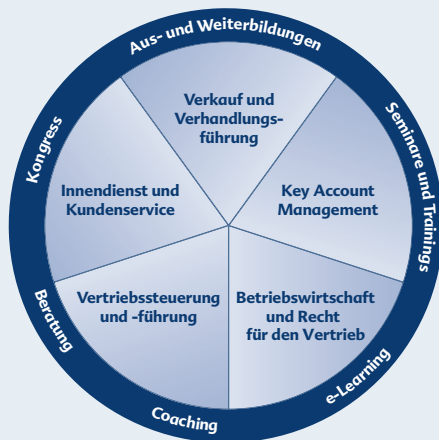 Aus- und Weiterbildungen
Seminare und Trainings
e-Learning
Coaching
Beratung
Kongress
Verkauf und
Verhandlungs-
führung
Key Account
Management
Betriebswirtschaft
und Recht
für den Vertrieb
Vertriebssteuerung
und -führung
Innendienst und
Kundenservice